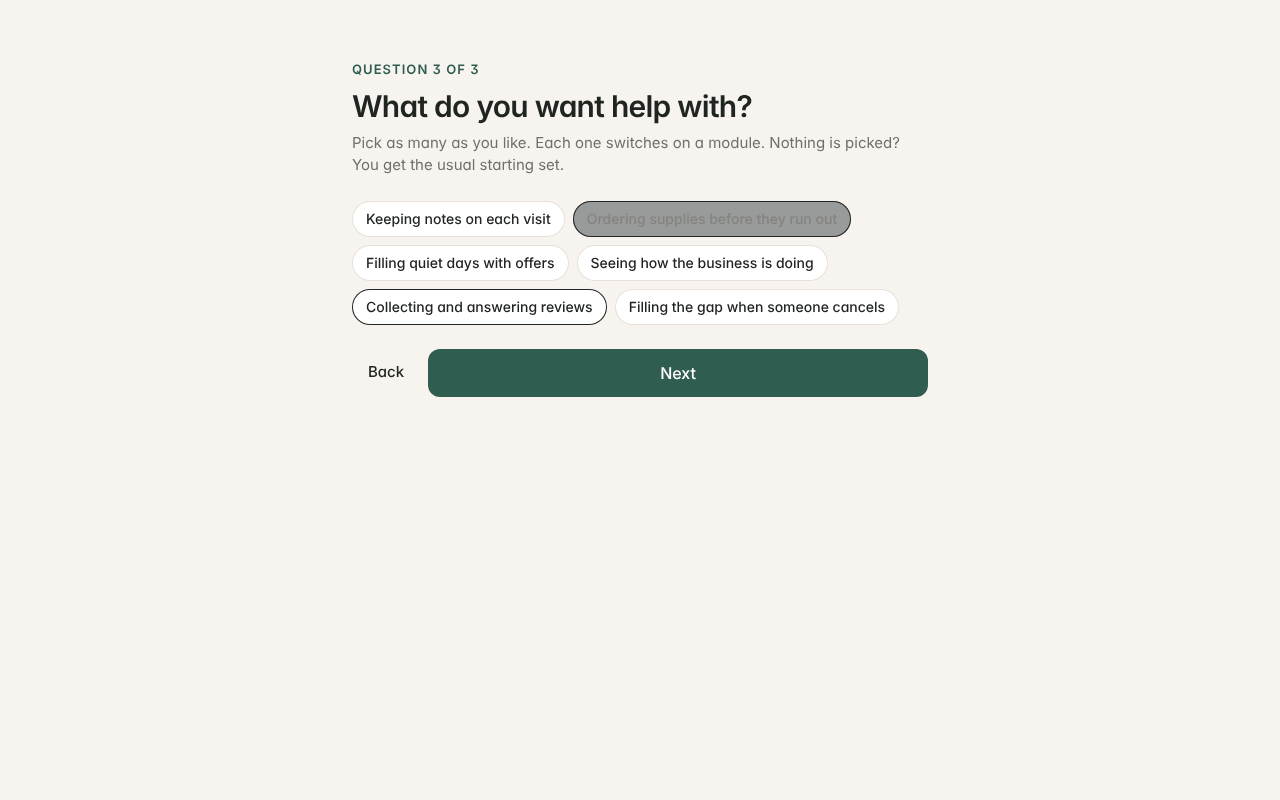 QUESTION 3 OF 3
What do you want help with?
Pick as many as you like. Each one switches on a module. Nothing is picked?
You get the usual starting set.
Keeping notes on each visit
Ordering supplies before they run out
Filling quiet days with offers
Seeing how the business is doing
Collecting and answering reviews
Filling the gap when someone cancels
Back
Next